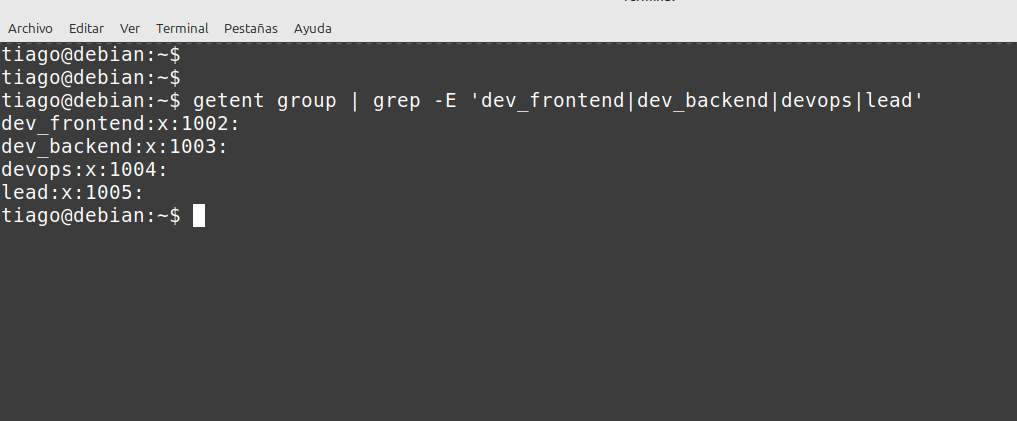 Archivo Editar Ver Terminal Pestañas Ayuda
tiago@debian:~$
tiago@debian:~$
tiago@debian:~$ getent group | grep -E 'dev_frontend|dev_backend|devops|lead'
dev_frontend:x:1002:
dev_backend:x:1003:
devops:x:1004:
lead:x:1005:
tiago@debian:~$